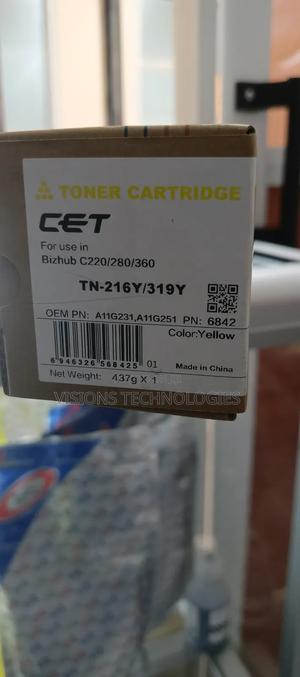 TONER CARTRIDGE
CET
For use in
Bizhub C220/280/360
TN-216Y/319Y
OEM PN: A11G231,A11G251 PN: 6842
Color:Yellow
6 946326 568425 01
Made in China
Net Weight: 437g X 1
VISIONS TECHNOLOGIES